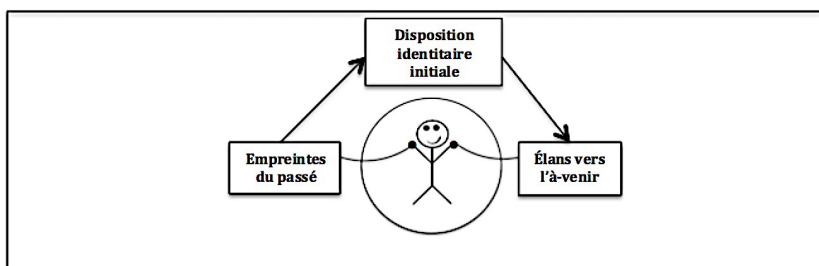 Disposition
identitaire
initiale
Empreintes
du passé
Élans vers
l'à-venir